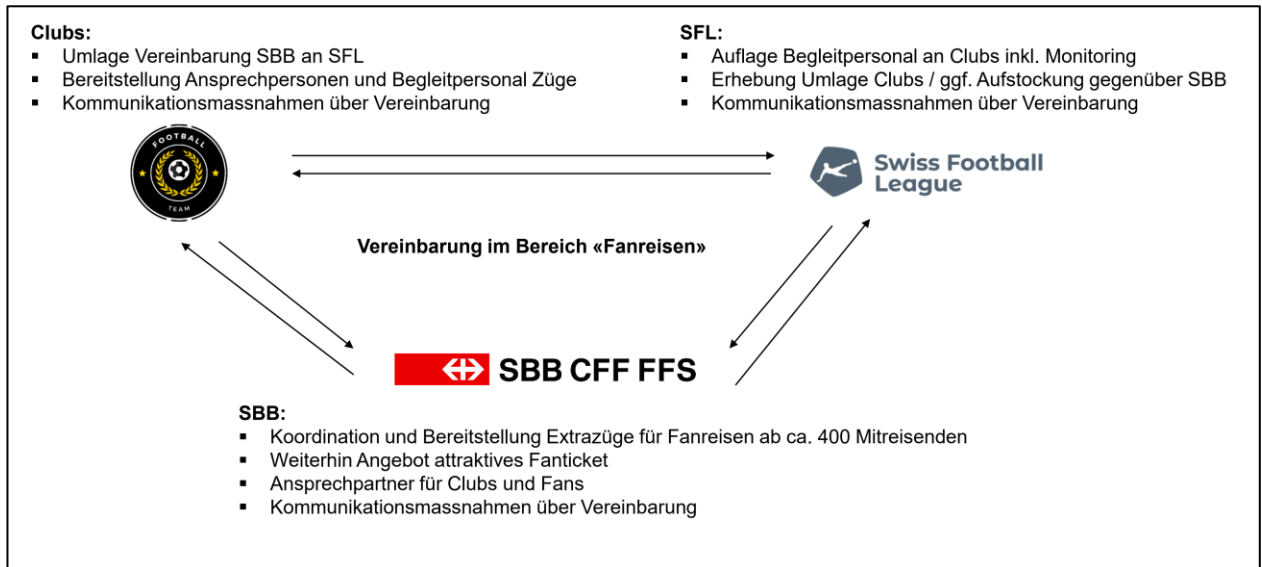 Clubs:
▪ Umlage Vereinbarung SBB an SFL
▪ Bereitstellung Ansprechpersonen und Begleitpersonal Züge
▪ Kommunikationsmassnahmen über Vereinbarung
SFL:
▪ Auflage Begleitpersonal an Clubs inkl. Monitoring
▪ Erhebung Umlage Clubs / ggf. Aufstockung gegenüber SBB
▪ Kommunikationsmassnahmen über Vereinbarung
FOOTBALL
TEAM
Swiss Football
League
Vereinbarung im Bereich «Fanreisen»
SBB CFF FFS
SBB:
▪ Koordination und Bereitstellung Extrazüge für Fanreisen ab ca. 400 Mitreisenden
▪ Weiterhin Angebot attraktives Fanticket
▪ Ansprechpartner für Clubs und Fans
▪ Kommunikationsmassnahmen über Vereinbarung